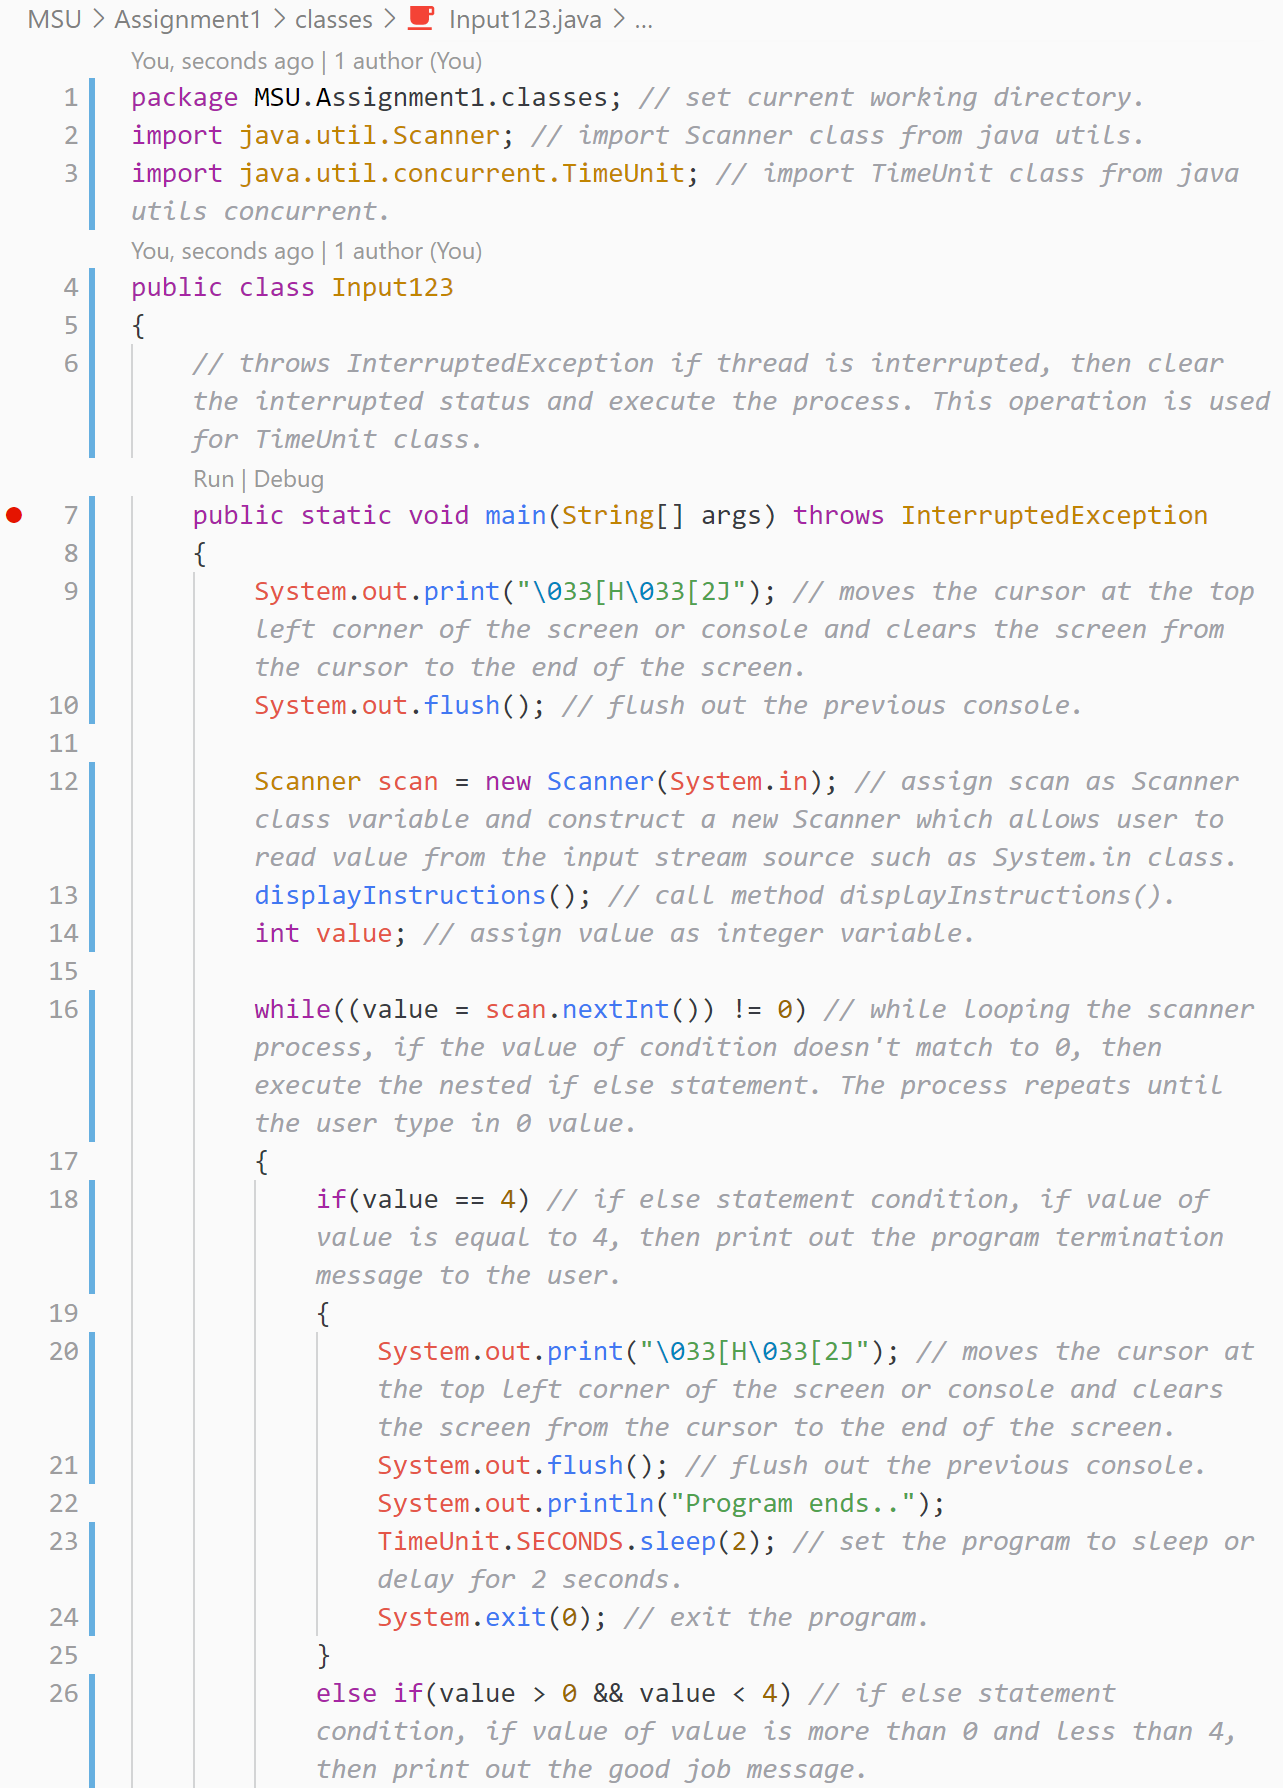 MSU > Assignment1 > classes > Input123.java > ...
You, seconds ago | 1 author (You)
1 package MSU.Assignment1.classes; // set current working directory.
2 import java.util.Scanner; // import Scanner class from java utils.
3 import java.util.concurrent.TimeUnit; // import TimeUnit class from java
utils concurrent.
You, seconds ago | 1 author (You)
4 public class Input123
5 {
6 // throws InterruptedException if thread is interrupted, then clear
the interrupted status and execute the process. This operation is used
for TimeUnit class.
Run | Debug
7 public static void main(String[] args) throws InterruptedException
8 {
9 System.out.print("\033[H\033[2J"); // moves the cursor at the top
left corner of the screen or console and clears the screen from
the cursor to the end of the screen.
10 System.out.flush(); // flush out the previous console.
11
12 Scanner scan = new Scanner(System.in); // assign scan as Scanner
class variable and construct a new Scanner which allows user to
read value from the input stream source such as System.in class.
13 displayInstructions(); // call method displayInstructions().
14 int value; // assign value as integer variable.
15
16 while((value = scan.nextInt()) != 0) // while looping the scanner
process, if the value of condition doesn't match to 0, then
execute the nested if else statement. The process repeats until
the user type in 0 value.
17 {
18 if(value == 4) // if else statement condition, if value of
value is equal to 4, then print out the program termination
message to the user.
19 {
20 System.out.print("\033[H\033[2J"); // moves the cursor at
the top left corner of the screen or console and clears
the screen from the cursor to the end of the screen.
21 System.out.flush(); // flush out the previous console.
22 System.out.println("Program ends..");
23 TimeUnit.SECONDS.sleep(2); // set the program to sleep or
delay for 2 seconds.
24 System.exit(0); // exit the program.
25 }
26 else if(value > 0 && value < 4) // if else statement
condition, if value of value is more than 0 and less than 4,
then print out the good job message.